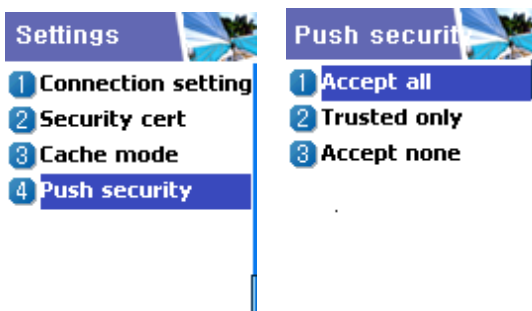 Settings
1 Connection setting
2 Security cert
3 Cache mode
4 Push security
Push securit
1 Accept all
2 Trusted only
3 Accept none